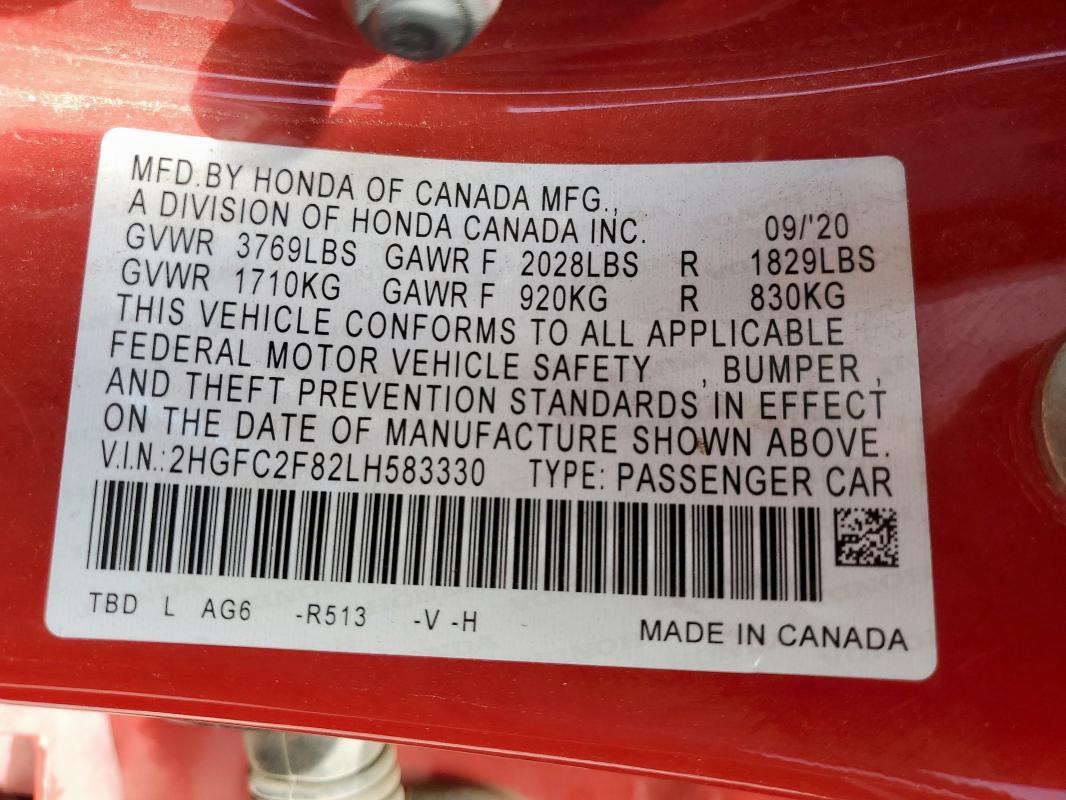 MFD.BY HONDA OF CANADA MFG.,
A DIVISION OF HONDA CANADA INC. 09/'20
GVWR 3769LBS GAWR F 2028LBS R 1829LBS
GVWR 1710KG GAWR F 920KG R 830KG
THIS VEHICLE CONFORMS TO ALL APPLICABLE
FEDERAL MOTOR VEHICLE SAFETY , BUMPER ,
AND THEFT PREVENTION STANDARDS IN EFFECT
ON THE DATE OF MANUFACTURE SHOWN ABOVE.
V.I.N.:2HGFC2F82LH583330 TYPE: PASSENGER CAR
TBD L AG6 -R513 -V -H
MADE IN CANADA